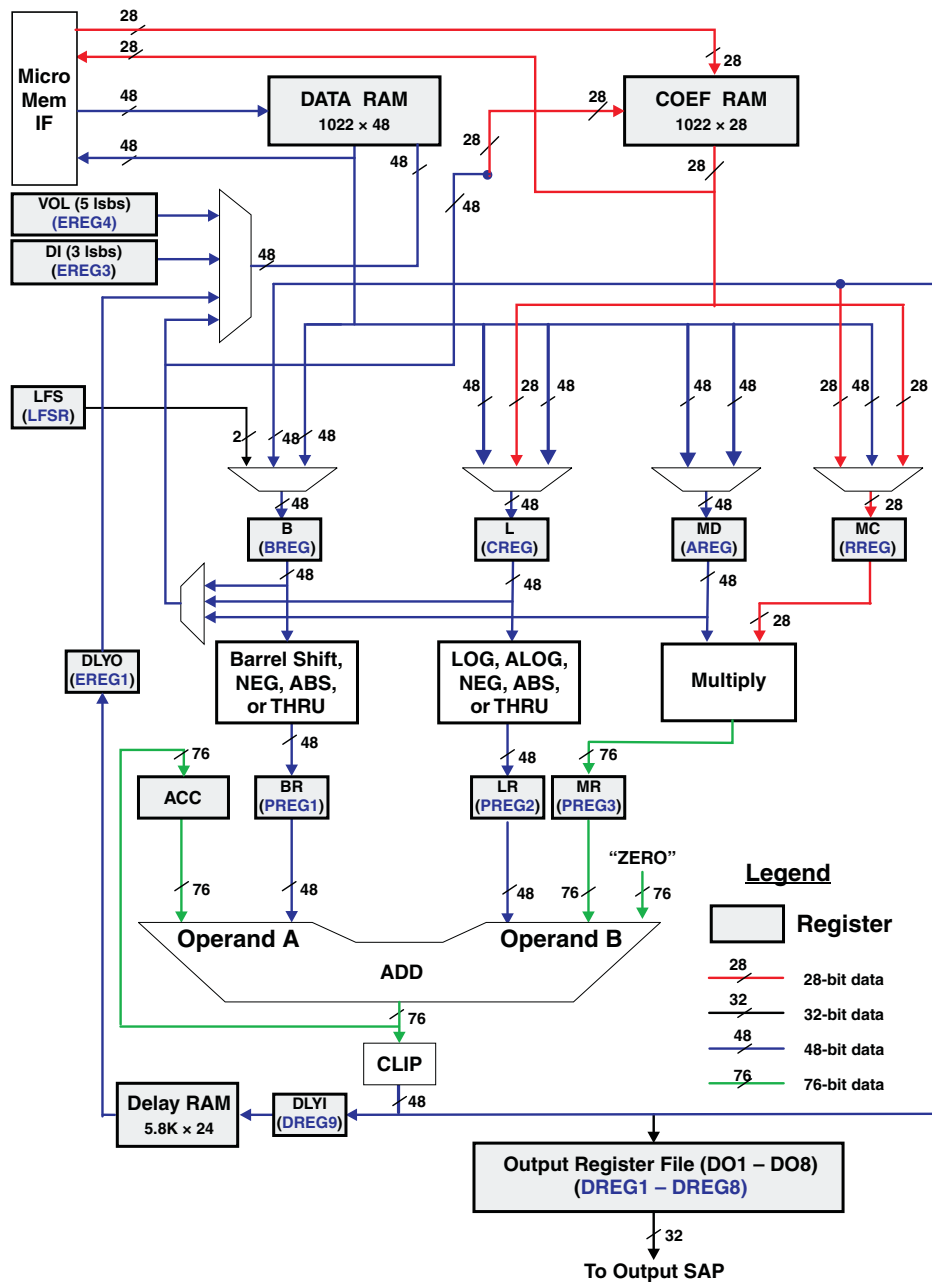 28
28
28
Micro
Mem
IF
48
48
DATA RAM
1022 × 48
48
28
28
48
COEF RAM
1022 × 28
28
VOL (5 lsbs)
(EREG4)
DI (3 lsbs)
(EREG3)
48
LFS
(LFSR)
2
48
48
48
28
48
48
48
28
48
28
48
48
48
28
B
(BREG)
L
(CREG)
MD
(AREG)
MC
(RREG)
48
48
48
28
DLYO
(EREG1)
Barrel Shift,
NEG, ABS,
or THRU
LOG, ALOG,
NEG, ABS,
or THRU
Multiply
76
48
48
76
ACC
BR
(PREG1)
LR
(PREG2)
MR
(PREG3)
“ZERO”
76
48
48
76
76
Operand A
Operand B
ADD
76
CLIP
48
Legend
Register
28
28-bit data
32
32-bit data
48
48-bit data
76
76-bit data
Delay RAM
5.8K × 24
DLYI
(DREG9)
Output Register File (DO1 – DO8)
(DREG1 – DREG8)
32
To Output SAP